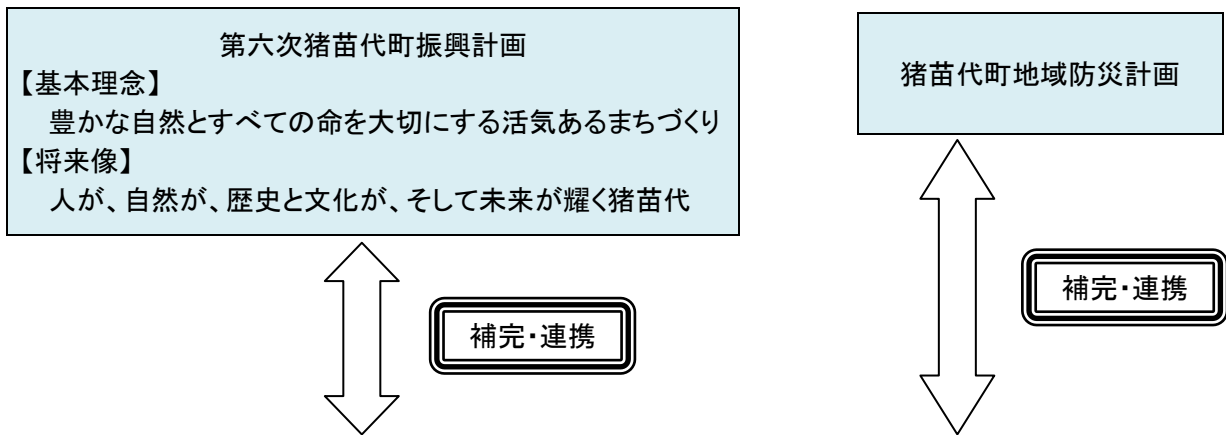 第六次猪苗代町振興計画
【基本理念】
豊かな自然とすべての命を大切にする活気あるまちづくり
【将来像】
人が、自然が、歴史と文化が、そして未来が耀く猪苗代
猪苗代町地域防災計画
補完・連携
補完・連携